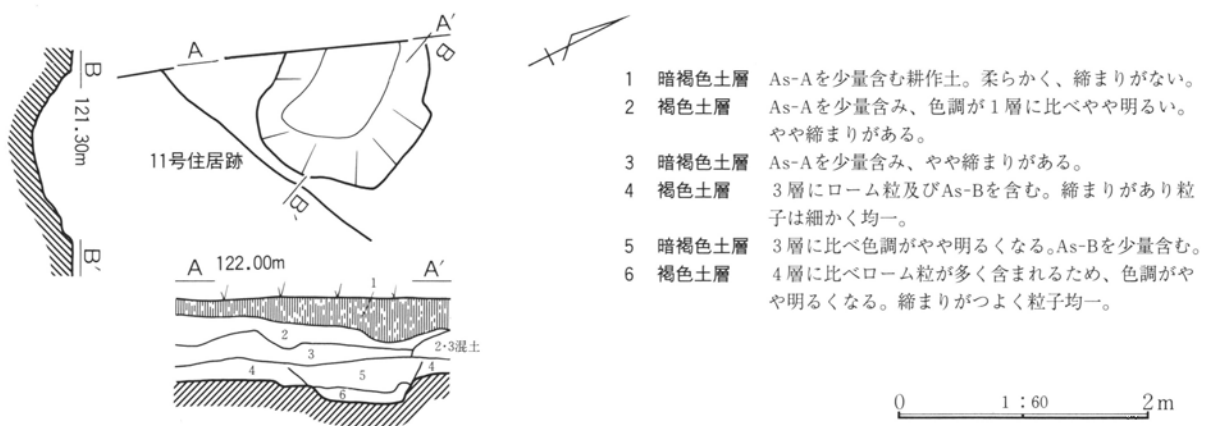 A
A′
B
B
121.30m
B′
11号住居跡
B′
A
122.00m
A′
1
2
3
2・3混土
4
5
4
6
1 暗褐色土層 As-Aを少量含む耕作土。柔らかく、締まりがない。
2 褐色土層 As-Aを少量含み、色調が1層に比べやや明るい。
やや締まりがある。
3 暗褐色土層 As-Aを少量含み、やや締まりがある。
4 褐色土層 3層にローム粒及びAs-Bを含む。締まりがあり粒
子は細かく均一。
5 暗褐色土層 3層に比べ色調がやや明るくなる。As-Bを少量含む。
6 褐色土層 4層に比べローム粒が多く含まれるため、色調がや
や明るくなる。締まりがつよく粒子均一。
0 1:60 2m